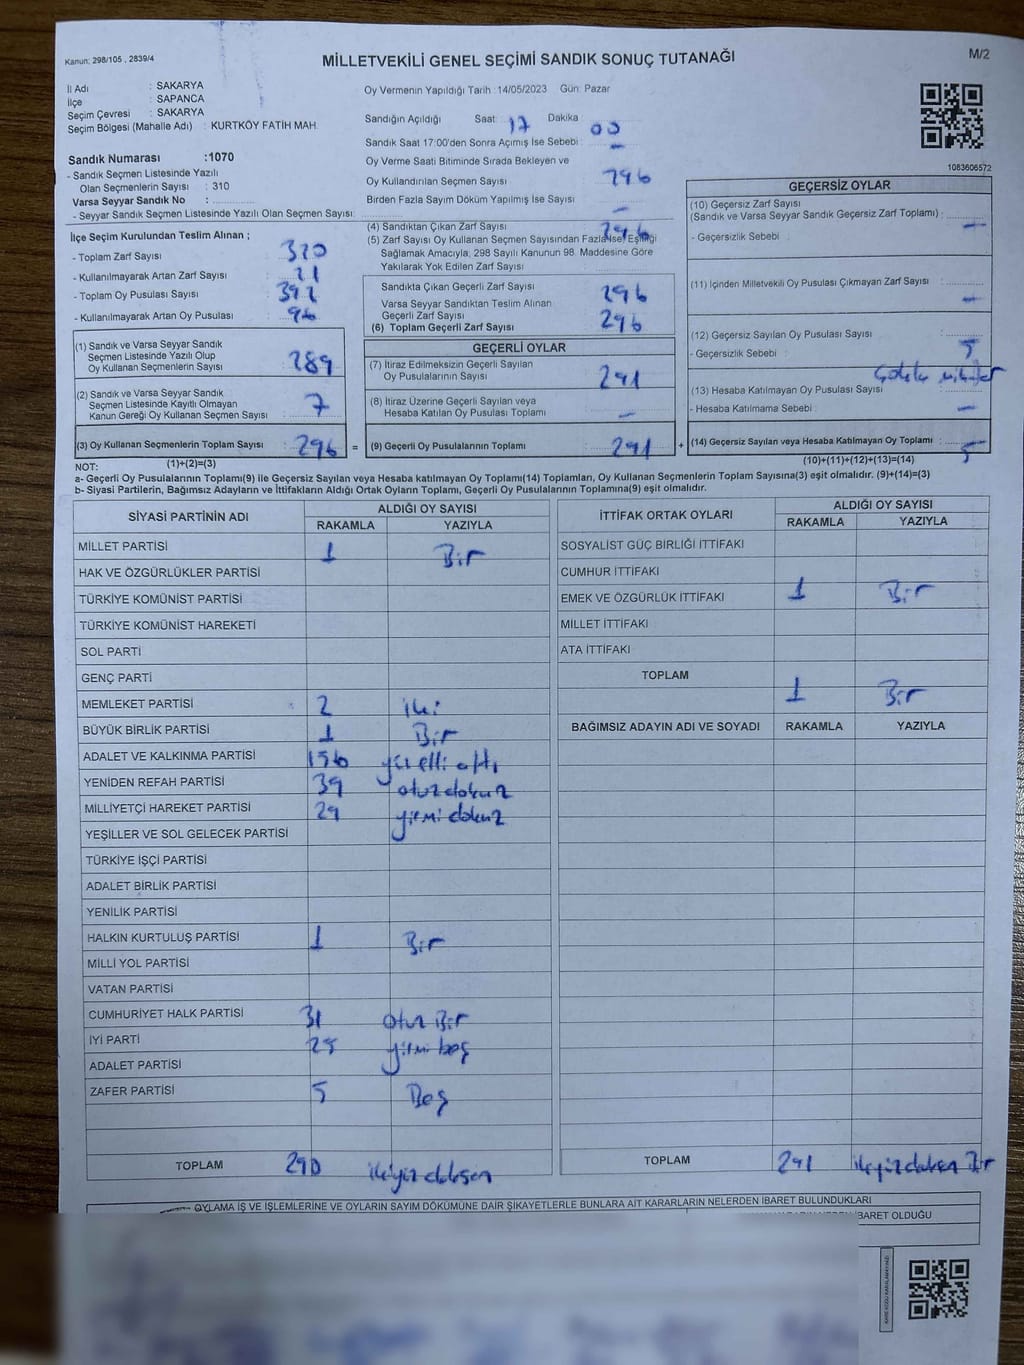 Kanun: 298/105 , 2839/4
MİLLETVEKİLİ GENEL SEÇİMİ SANDIK SONUÇ TUTANAĞI
M/2
İl Adı : SAKARYA
İlçe : SAPANCA
Seçim Çevresi : SAKARYA
Seçim Bölgesi (Mahalle Adı) : KURTKÖY FATİH MAH.
Sandık Numarası :1070
- Sandık Seçmen Listesinde Yazılı
Olan Seçmenlerin Sayısı : 310
Varsa Seyyar Sandık No :
- Seyyar Sandık Seçmen Listesinde Yazılı Olan Seçmen Sayısı:
Oy Vermenin Yapıldığı Tarih :14/05/2023 Gün: Pazar
Sandığın Açıldığı Saat: 17 Dakika 00
Sandık Saat 17:00'den Sonra Açımış İse Sebebi : -
Oy Verme Saati Bitiminde Sırada Bekleyen ve
Oy Kullandırılan Seçmen Sayısı 296
Birden Fazla Sayım Döküm Yapılmış İse Sayısı -
1083606572
İlçe Seçim Kurulundan Teslim Alınan ;
- Toplam Zarf Sayısı : 320
- Kullanılmayarak Artan Zarf Sayısı : 21
- Toplam Oy Pusulası Sayısı : 392
- Kullanılmayarak Artan Oy Pusulası : 96
(1) Sandık ve Varsa Seyyar Sandık
Seçmen Listesinde Yazılı Olup
Oy Kullanan Seçmenlerin Sayısı : 289
(2) Sandık ve Varsa Seyyar Sandık
Seçmen Listesinde Kayıtlı Olmayan
Kanun Gereği Oy Kullanan Seçmen Sayısı : 7
(3) Oy Kullanan Seçmenlerin Toplam Sayısı : 296 =
(1)+(2)=(3)
(4) Sandıktan Çıkan Zarf Sayısı 296
(5) Zarf Sayısı Oy Kullanan Seçmen Sayısından Fazla İse, Eşitliği
Sağlamak Amacıyla, 298 Sayılı Kanunun 98. Maddesine Göre
Yakılarak Yok Edilen Zarf Sayısı :
Sandıkta Çıkan Geçerli Zarf Sayısı 296
Varsa Seyyar Sandıktan Teslim Alınan
Geçerli Zarf Sayısı :
(6) Toplam Geçerli Zarf Sayısı 296
GEÇERLİ OYLAR
(7) İtiraz Edilmeksizin Geçerli Sayılan
Oy Pusulalarının Sayısı : 291
(8) İtiraz Üzerine Geçerli Sayılan veya
Hesaba Katılan Oy Pusulası Toplamı : -
(9) Geçerli Oy Pusulalarının Toplamı : 291 +
GEÇERSİZ OYLAR
(10) Geçersiz Zarf Sayısı
(Sandık ve Varsa Seyyar Sandık Geçersiz Zarf Toplamı) : -
- Geçersizlik Sebebi :
(11) İçinden Milletvekili Oy Pusulası Çıkmayan Zarf Sayısı : -
(12) Geçersiz Sayılan Oy Pusulası Sayısı : 5
- Geçersizlik Sebebi :
(13) Hesaba Katılmayan Oy Pusulası Sayısı :
- Hesaba Katılmama Sebebi : -
(14) Geçersiz Sayılan veya Hesaba Katılmayan Oy Toplamı : 5
(10)+(11)+(12)+(13)=(14)
NOT:
a- Geçerli Oy Pusulalarının Toplamı(9) ile Geçersiz Sayılan veya Hesaba katılmayan Oy Toplamı(14) Toplamları, Oy Kullanan Seçmenlerin Toplam Sayısına(3) eşit olmalıdır. (9)+(14)=(3)
b- Siyasi Partilerin, Bağımsız Adayların ve İttifakların Aldığı Ortak Oyların Toplamı, Geçerli Oy Pusulalarının Toplamına(9) eşit olmalıdır.
SİYASİ PARTİNİN ADI
ALDIĞI OY SAYISI
RAKAMLA YAZIYLA
MİLLET PARTİSİ 1 Bir
HAK VE ÖZGÜRLÜKLER PARTİSİ
TÜRKİYE KOMÜNİST PARTİSİ
TÜRKİYE KOMÜNİST HAREKETİ
SOL PARTİ
GENÇ PARTİ
MEMLEKET PARTİSİ 2 iki
BÜYÜK BİRLİK PARTİSİ 1 Bir
ADALET VE KALKINMA PARTİSİ 156 yüz elli altı
YENİDEN REFAH PARTİSİ 39 otuz dokuz
MİLLİYETÇİ HAREKET PARTİSİ 29 yirmi dokuz
YEŞİLLER VE SOL GELECEK PARTİSİ
TÜRKİYE İŞÇİ PARTİSİ
ADALET BİRLİK PARTİSİ
YENİLİK PARTİSİ
HALKIN KURTULUŞ PARTİSİ 1 Bir
MİLLİ YOL PARTİSİ
VATAN PARTİSİ
CUMHURİYET HALK PARTİSİ 31 otuz Bir
İYİ PARTİ 25 yirmi beş
ADALET PARTİSİ
ZAFER PARTİSİ 5 Beş
TOPLAM 290 ikiyüz doksan
İTTİFAK ORTAK OYLARI
ALDIĞI OY SAYISI
RAKAMLA YAZIYLA
SOSYALİST GÜÇ BİRLİĞİ İTTİFAKI
CUMHUR İTTİFAKI
EMEK VE ÖZGÜRLÜK İTTİFAKI 1 Bir
MİLLET İTTİFAKI
ATA İTTİFAKI
TOPLAM 1 Bir
BAĞIMSIZ ADAYIN ADI VE SOYADI RAKAMLA YAZIYLA
TOPLAM 291 ikiyüz doksan Bir
OYLAMA İŞ VE İŞLEMLERİNE VE OYLARIN SAYIM DÖKÜMÜNE DAİR ŞİKAYETLERLE BUNLARA AİT KARARLARIN NELERDEN İBARET BULUNDUKLARI
İBARET OLDUĞU